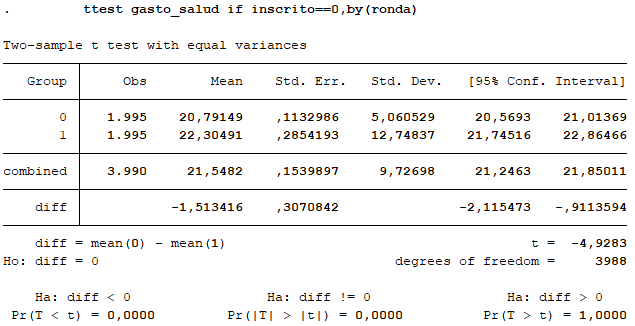 . ttest gasto_salud if inscrito==0,by(ronda)
Two-sample t test with equal variances
Group Obs Mean Std. Err. Std. Dev. [95% Conf. Interval]
0 1.995 20,79149 ,1132986 5,060529 20,5693 21,01369
1 1.995 22,30491 ,2854193 12,74837 21,74516 22,86466
combined 3.990 21,5482 ,1539897 9,72698 21,2463 21,85011
diff -1,513416 ,3070842 -2,115473 -,9113594
diff = mean(0) - mean(1) t = -4,9283
Ho: diff = 0 degrees of freedom = 3988
Ha: diff < 0 Ha: diff != 0 Ha: diff > 0
Pr(T < t) = 0,0000 Pr(|T| > |t|) = 0,0000 Pr(T > t) = 1,0000